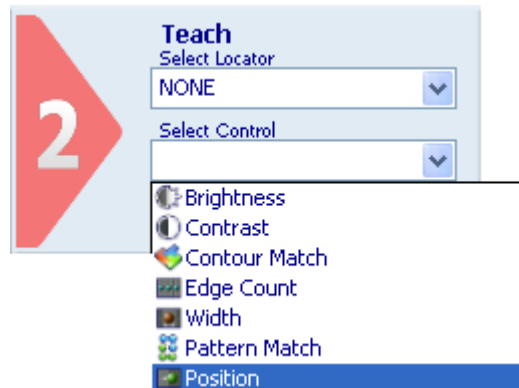 2
Teach
Select Locator
NONE
Select Control
Brightness
Contrast
Contour Match
Edge Count
Width
Pattern Match
Position